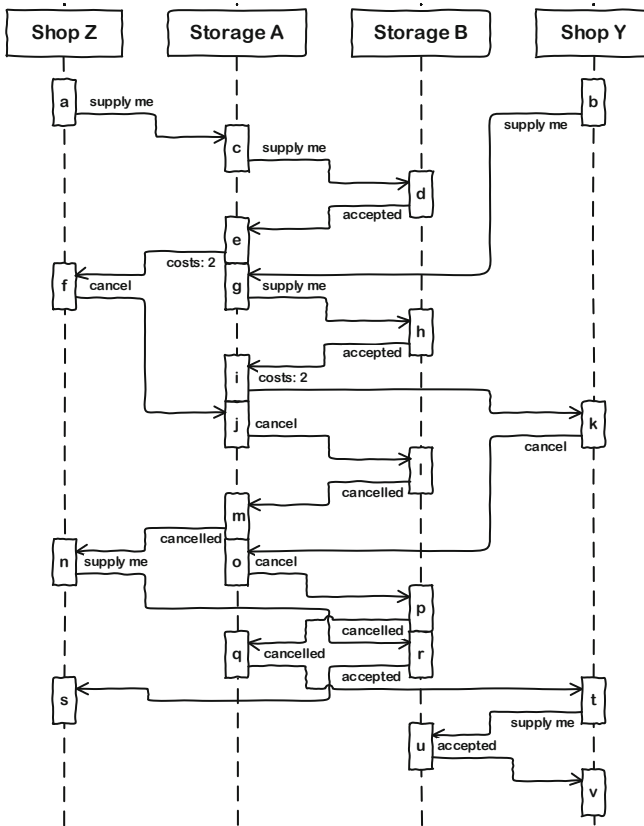 Shop Z Storage A Storage B Shop Y
a
b
supply me
supply me
c
supply me
d
accepted
e
costs: 2
f
g
cancel
supply me
h
accepted
i
costs: 2
j
k
cancel
cancel
l
cancelled
m
cancelled
n
o
supply me
cancel
p
cancelled
q
r
cancelled
accepted
s
t
supply me
u
accepted
v